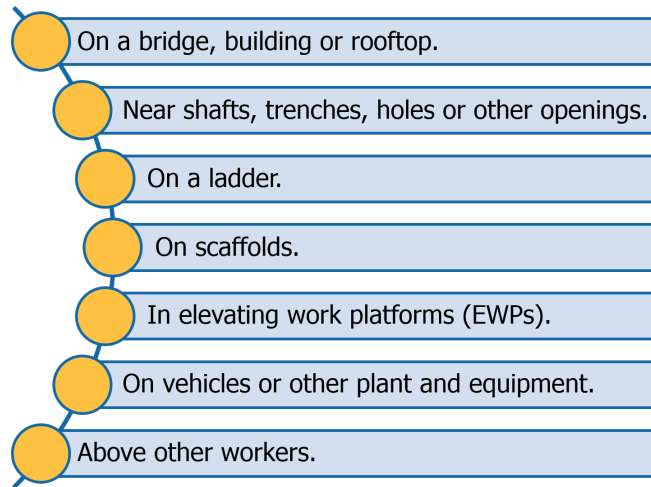 On a bridge, building or rooftop.
Near shafts, trenches, holes or other openings.
On a ladder.
On scaffolds.
In elevating work platforms (EWPs).
On vehicles or other plant and equipment.
Above other workers.